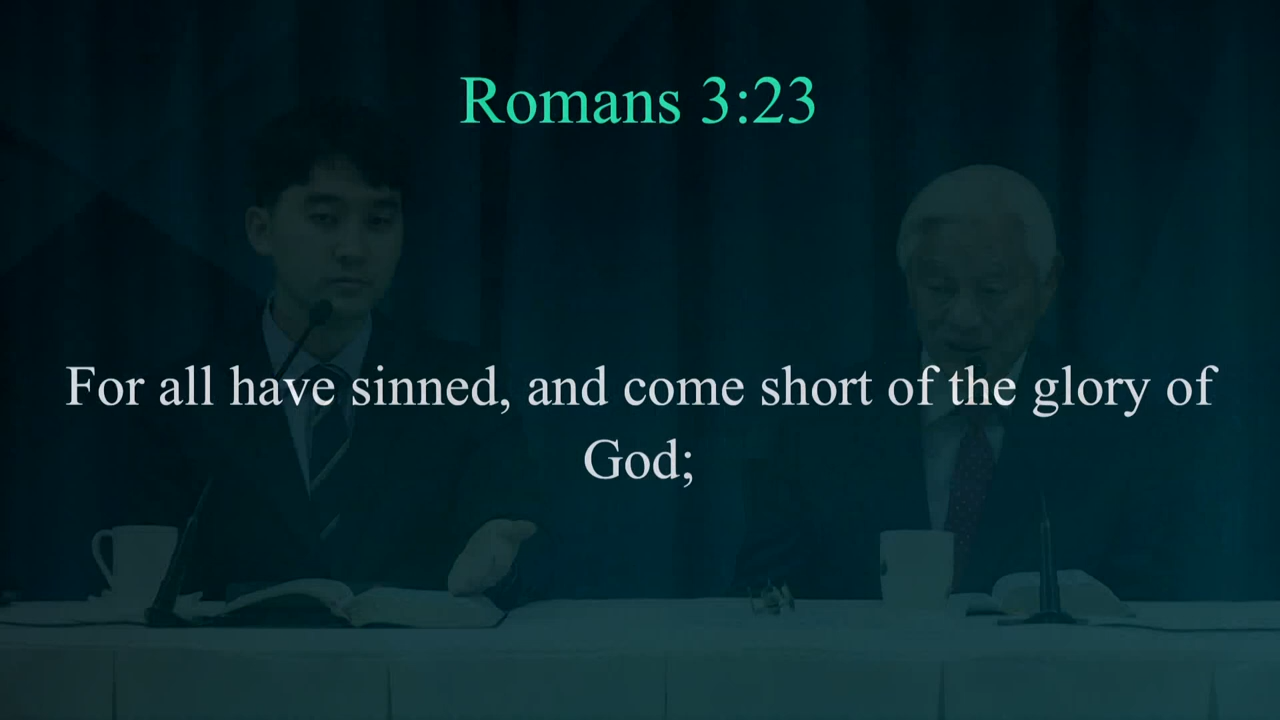 Romans 3:23
For all have sinned, and come short of the glory of
God;